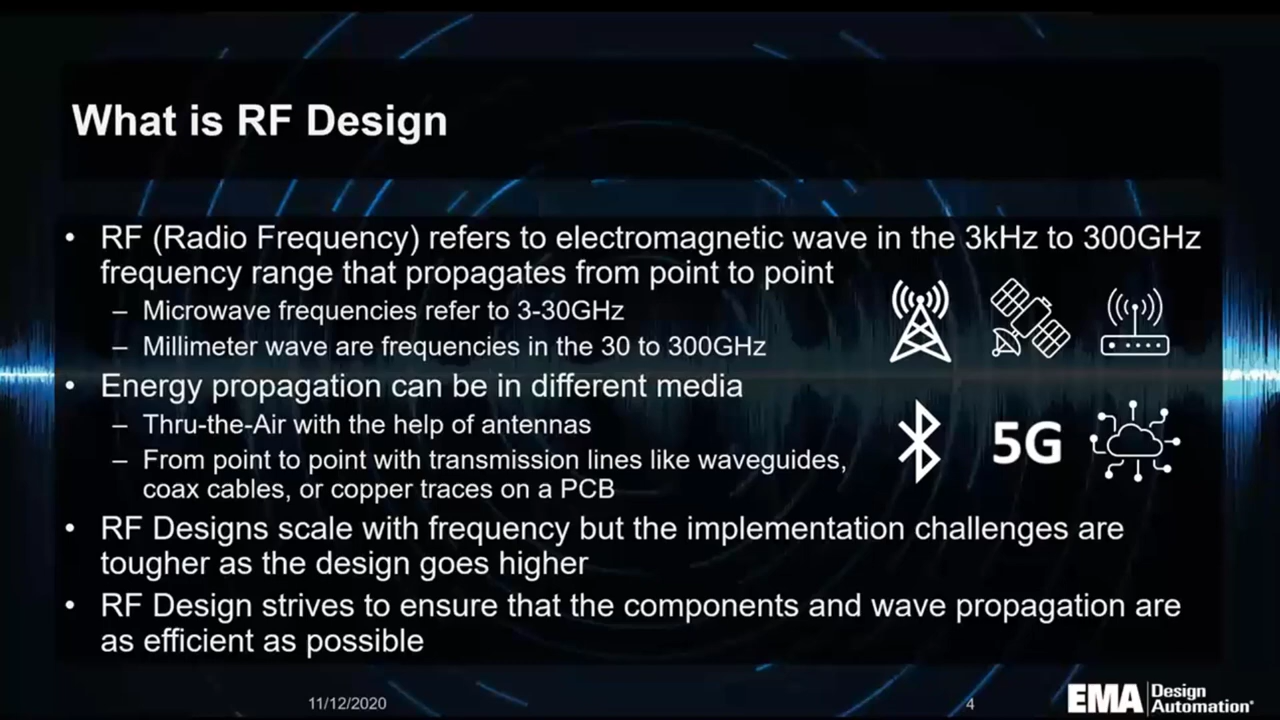 What is RF Design
• RF (Radio Frequency) refers to electromagnetic wave in the 3kHz to 300GHz
frequency range that propagates from point to point
– Microwave frequencies refer to 3-30GHz
– Millimeter wave are frequencies in the 30 to 300GHz
• Energy propagation can be in different media
– Thru-the-Air with the help of antennas
– From point to point with transmission lines like waveguides,
coax cables, or copper traces on a PCB
5G
• RF Designs scale with frequency but the implementation challenges are
tougher as the design goes higher
• RF Design strives to ensure that the components and wave propagation are
as efficient as possible
11/12/2020
4
EMA Design
Automation